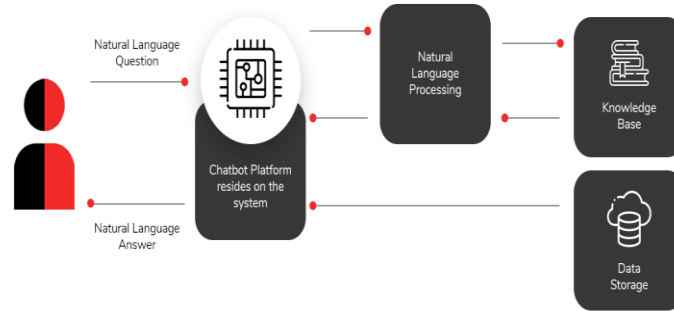 Natural Language
Question
Chatbot Platform
resides on the
system
Natural Language
Answer
Natural
Language
Processing
Knowledge
Base
Data
Storage